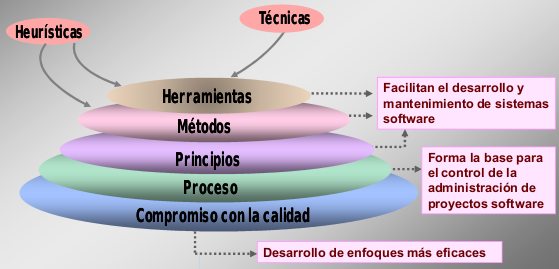 Heurísticas
Técnicas
Herramientas
Métodos
Principios
Proceso
Compromiso con la calidad
Facilitan el desarrollo y
mantenimiento de sistemas
software
Forma la base para
el control de la
administración de
proyectos software
Desarrollo de enfoques más eficaces